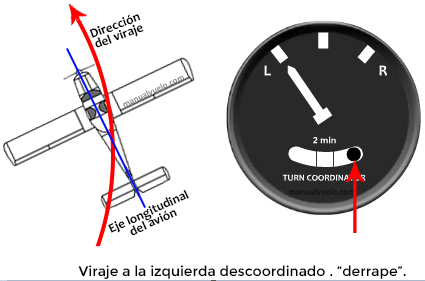 Dirección
del viraje
manualvuelo.com
Eje longitudinal
del avión
L
R
2 min
TURN COORDINATOR
manualvuelo.com
Viraje a la izquierda descoordinado . “derrape”.